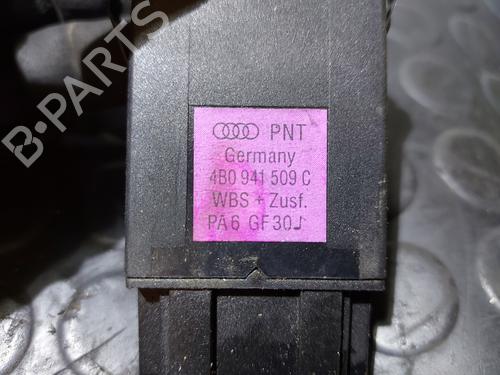 PNT
Germany
4B0 941 509 C
WBS + Zusf.
PA6 GF30
B-Parts